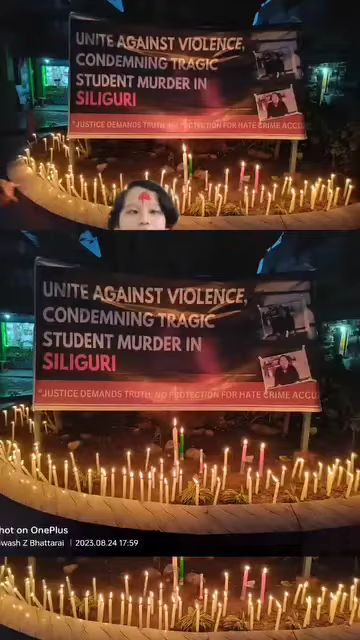 UNITE AGAINST VIOLENCE,
CONDEMNING TRAGIC
STUDENT MURDER IN
SILIGURI
"JUSTICE DEMANDS TRUTH: NO PROTECTION FOR HATE CRIME ACCU
UNITE AGAINST VIOLENCE,
CONDEMNING TRAGIC
STUDENT MURDER IN
SILIGURI
"JUSTICE DEMANDS TRUTH: NO PROTECTION FOR HATE CRIME ACCU
hot on OnePlus
wash Z Bhattarai | 2023.08.24 17:59